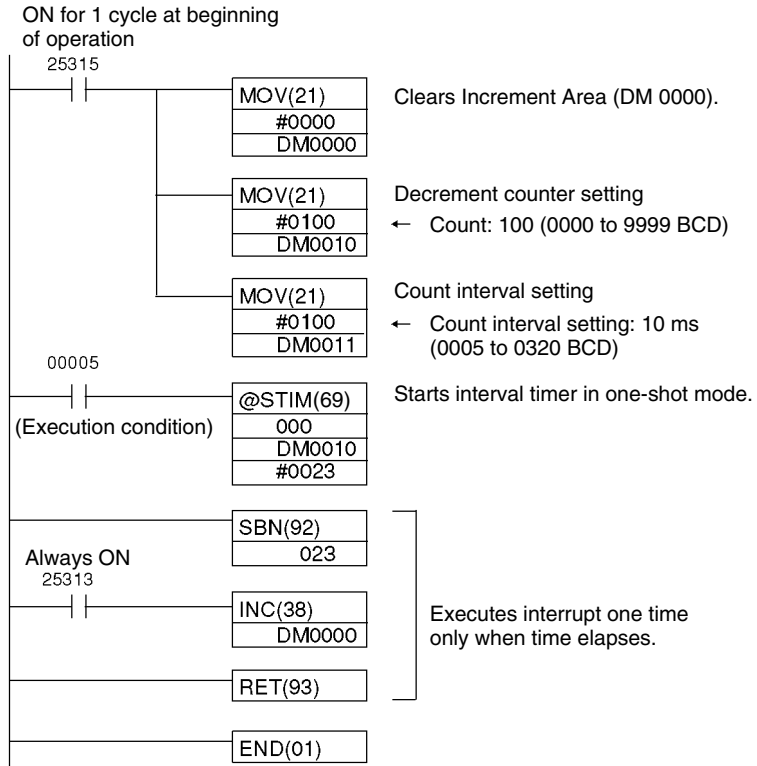 ON for 1 cycle at beginning
of operation
25315
MOV(21)
#0000
DM0000
Clears Increment Area (DM 0000).
MOV(21)
#0100
DM0010
Decrement counter setting
← Count: 100 (0000 to 9999 BCD)
MOV(21)
#0100
DM0011
Count interval setting
← Count interval setting: 10 ms
(0005 to 0320 BCD)
00005
(Execution condition)
@STIM(69)
000
DM0010
#0023
Starts interval timer in one-shot mode.
SBN(92)
023
Always ON
25313
INC(38)
DM0000
Executes interrupt one time
only when time elapses.
RET(93)
END(01)